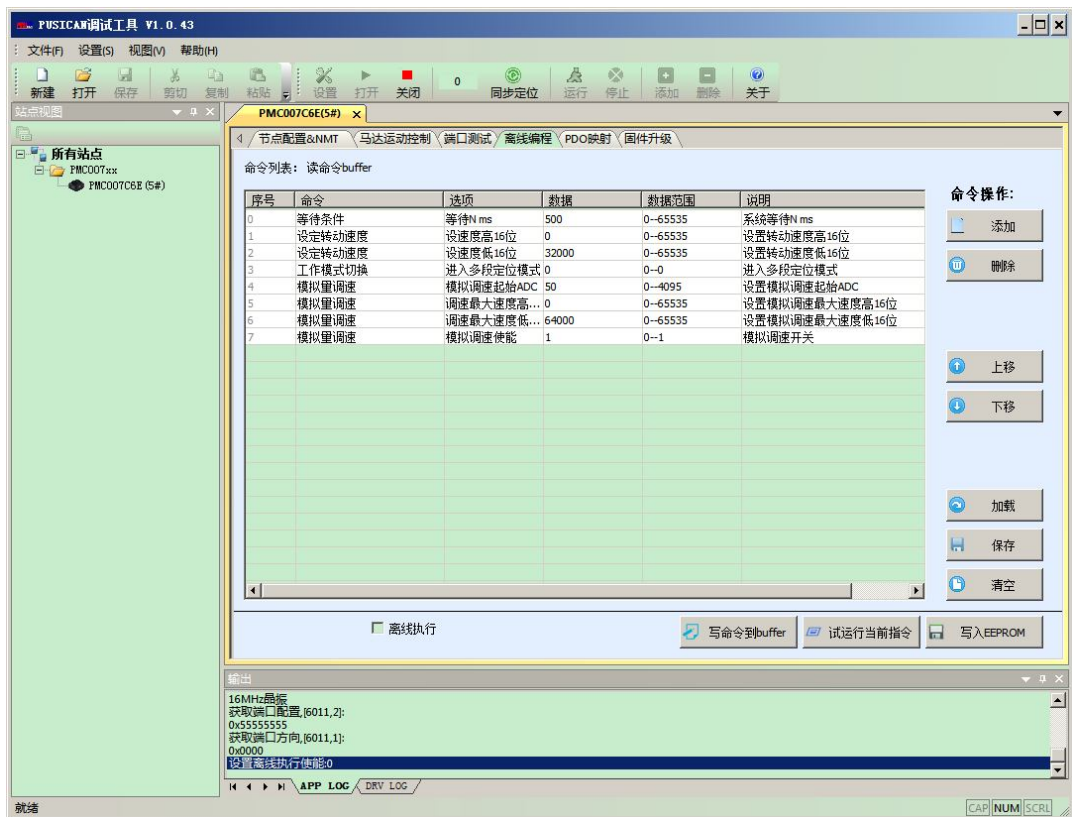 PUSICAN调试工具 V1.0.43
文件(F) 设置(S) 视图(V) 帮助(H)
新建 打开 保存 剪切 复制 粘贴 设置 打开 关闭 0 同步定位 运行 停止 添加 删除 关于
站点视图
PMC007C6E(5#) x
所有站点
PMC007xx
PMC007C6E(5#)
节点配置&NMT 马达运动控制 端口测试 离线编程 PDO映射 固件升级
命令列表: 读命令buffer
序号 命令 选项 数据 数据范围 说明
0 等待条件 等待N ms 500 0--65535 系统等待N ms
1 设定转动速度 设速度高16位 0 0--65535 设置转动速度高16位
2 设定转动速度 设速度低16位 32000 0--65535 设置转动速度低16位
3 工作模式切换 进入多段定位模式 0 0--0 进入多段定位模式
4 模拟量调速 模拟调速起始ADC 50 0--4095 设置模拟调速起始ADC
5 模拟量调速 调速最大速度高... 0 0--65535 设置模拟调速最大速度高16位
6 模拟量调速 调速最大速度低... 64000 0--65535 设置模拟调速最大速度低16位
7 模拟量调速 模拟调速使能 1 0--1 模拟调速开关
命令操作:
添加
删除
上移
下移
加载
保存
清空
离线执行 写命令到buffer 试运行当前指令 写入EEPROM
输出
16MHz晶振
获取端口配置,[6011,2]:
0x55555555
获取端口方向,[6011,1]:
0x0000
设置离线执行使能:0
APP LOG DRV LOG
就绪 CAP NUM SCRL